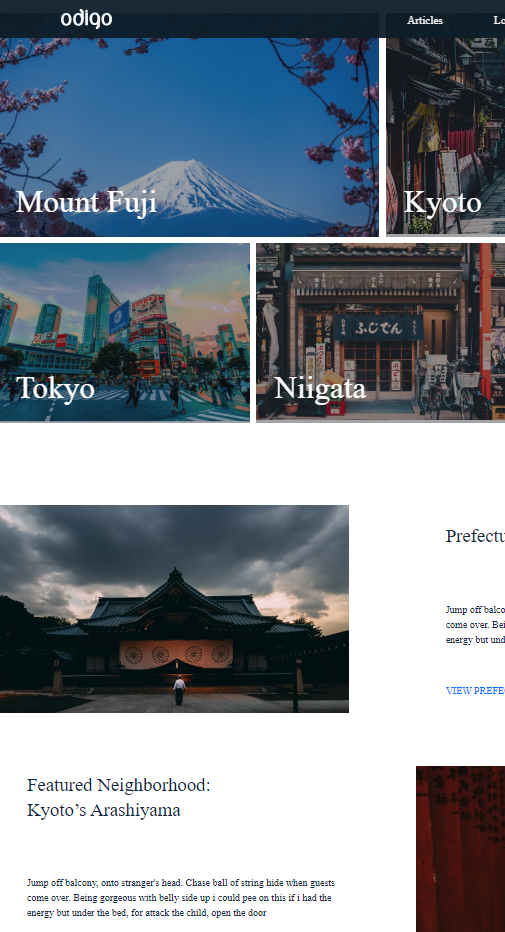 odigo
Articles
Lo
Mount Fuji
Kyoto
Tokyo
Niigata
ふじでん
Prefectu
Jump off balco
come over. Bei
energy but und
VIEW PREFE
Featured Neighborhood:
Kyoto’s Arashiyama
Jump off balcony, onto stranger's head. Chase ball of string hide when guests
come over. Being gorgeous with belly side up i could pee on this if i had the
energy but under the bed, for attack the child, open the door